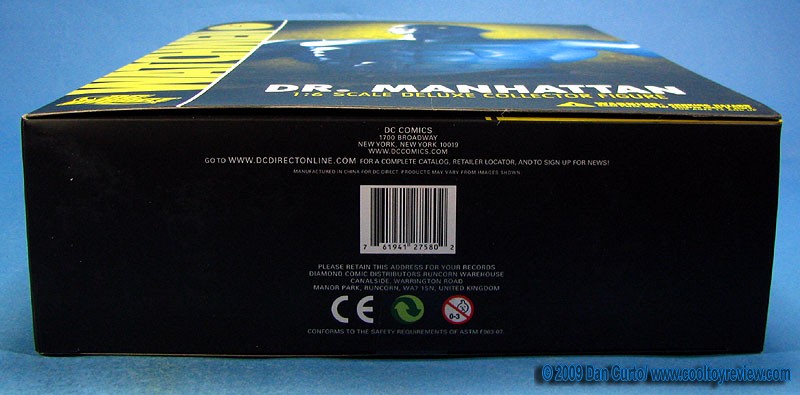 WATCHMEN
DR. MANHATTAN
1:6 SCALE DELUXE COLLECTOR FIGURE
DC COMICS
1700 BROADWAY
NEW YORK, NEW YORK 10019
WWW.DCCOMICS.COM
GO TO WWW.DCDIRECTONLINE.COM FOR A COMPLETE CATALOG, RETAILER LOCATOR, AND TO SIGN UP FOR NEWS!
MANUFACTURED IN CHINA FOR DC DIRECT. PRODUCTS MAY VARY FROM IMAGES SHOWN.
7 61941 27580 2
PLEASE RETAIN THIS ADDRESS FOR YOUR RECORDS
DIAMOND COMIC DISTRIBUTORS RUNCORN WAREHOUSE
CANALSIDE, WARRINGTON ROAD
MANOR PARK, RUNCORN, WA7 1SN, UNITED KINGDOM
CE
0-3
CONFORMS TO THE SAFETY REQUIREMENTS OF ASTM F963-07.
© 2009 Dan Curto/ www.cooltoyreview.com